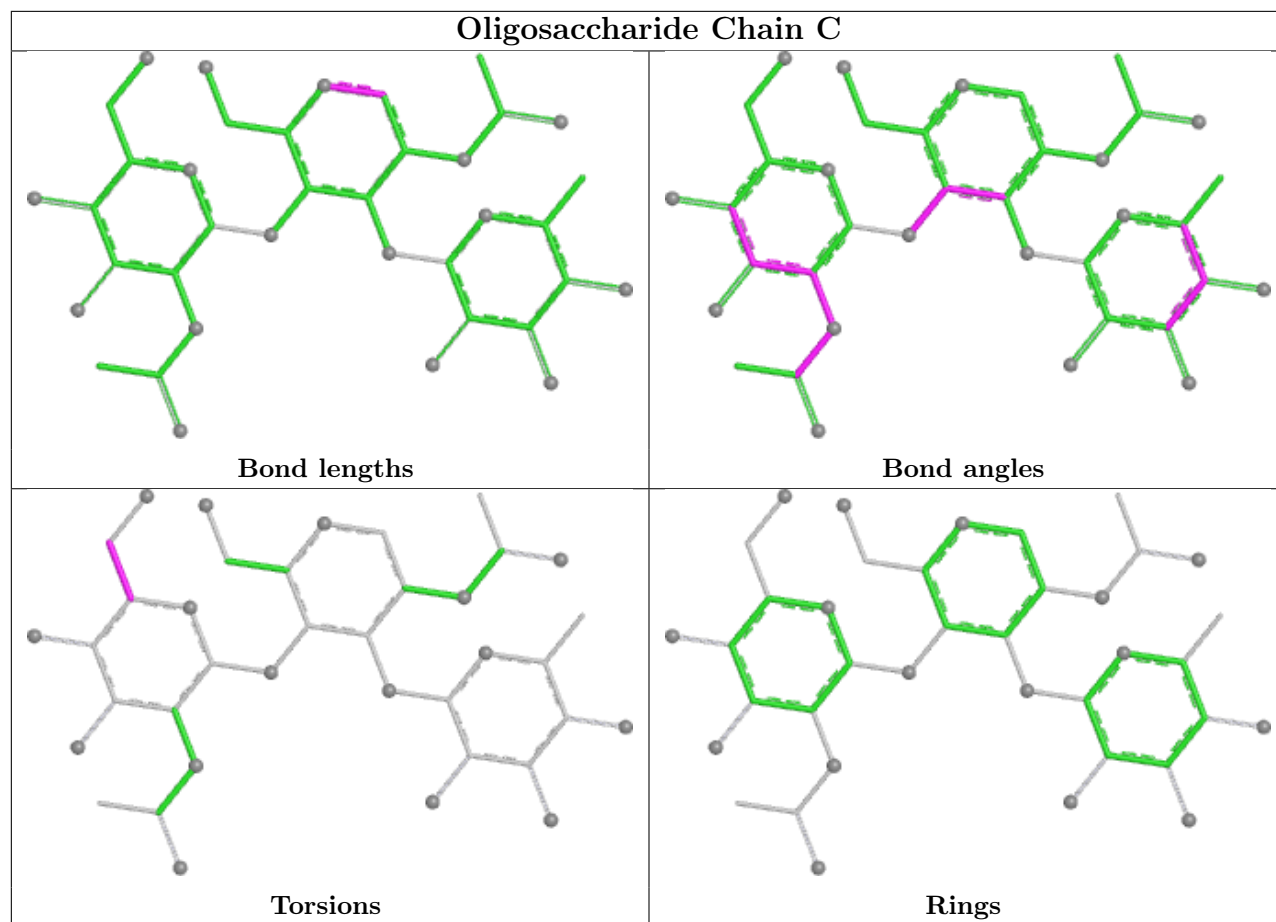 Oligosaccharide Chain C
Bond lengths
Bond angles
Torsions
Rings